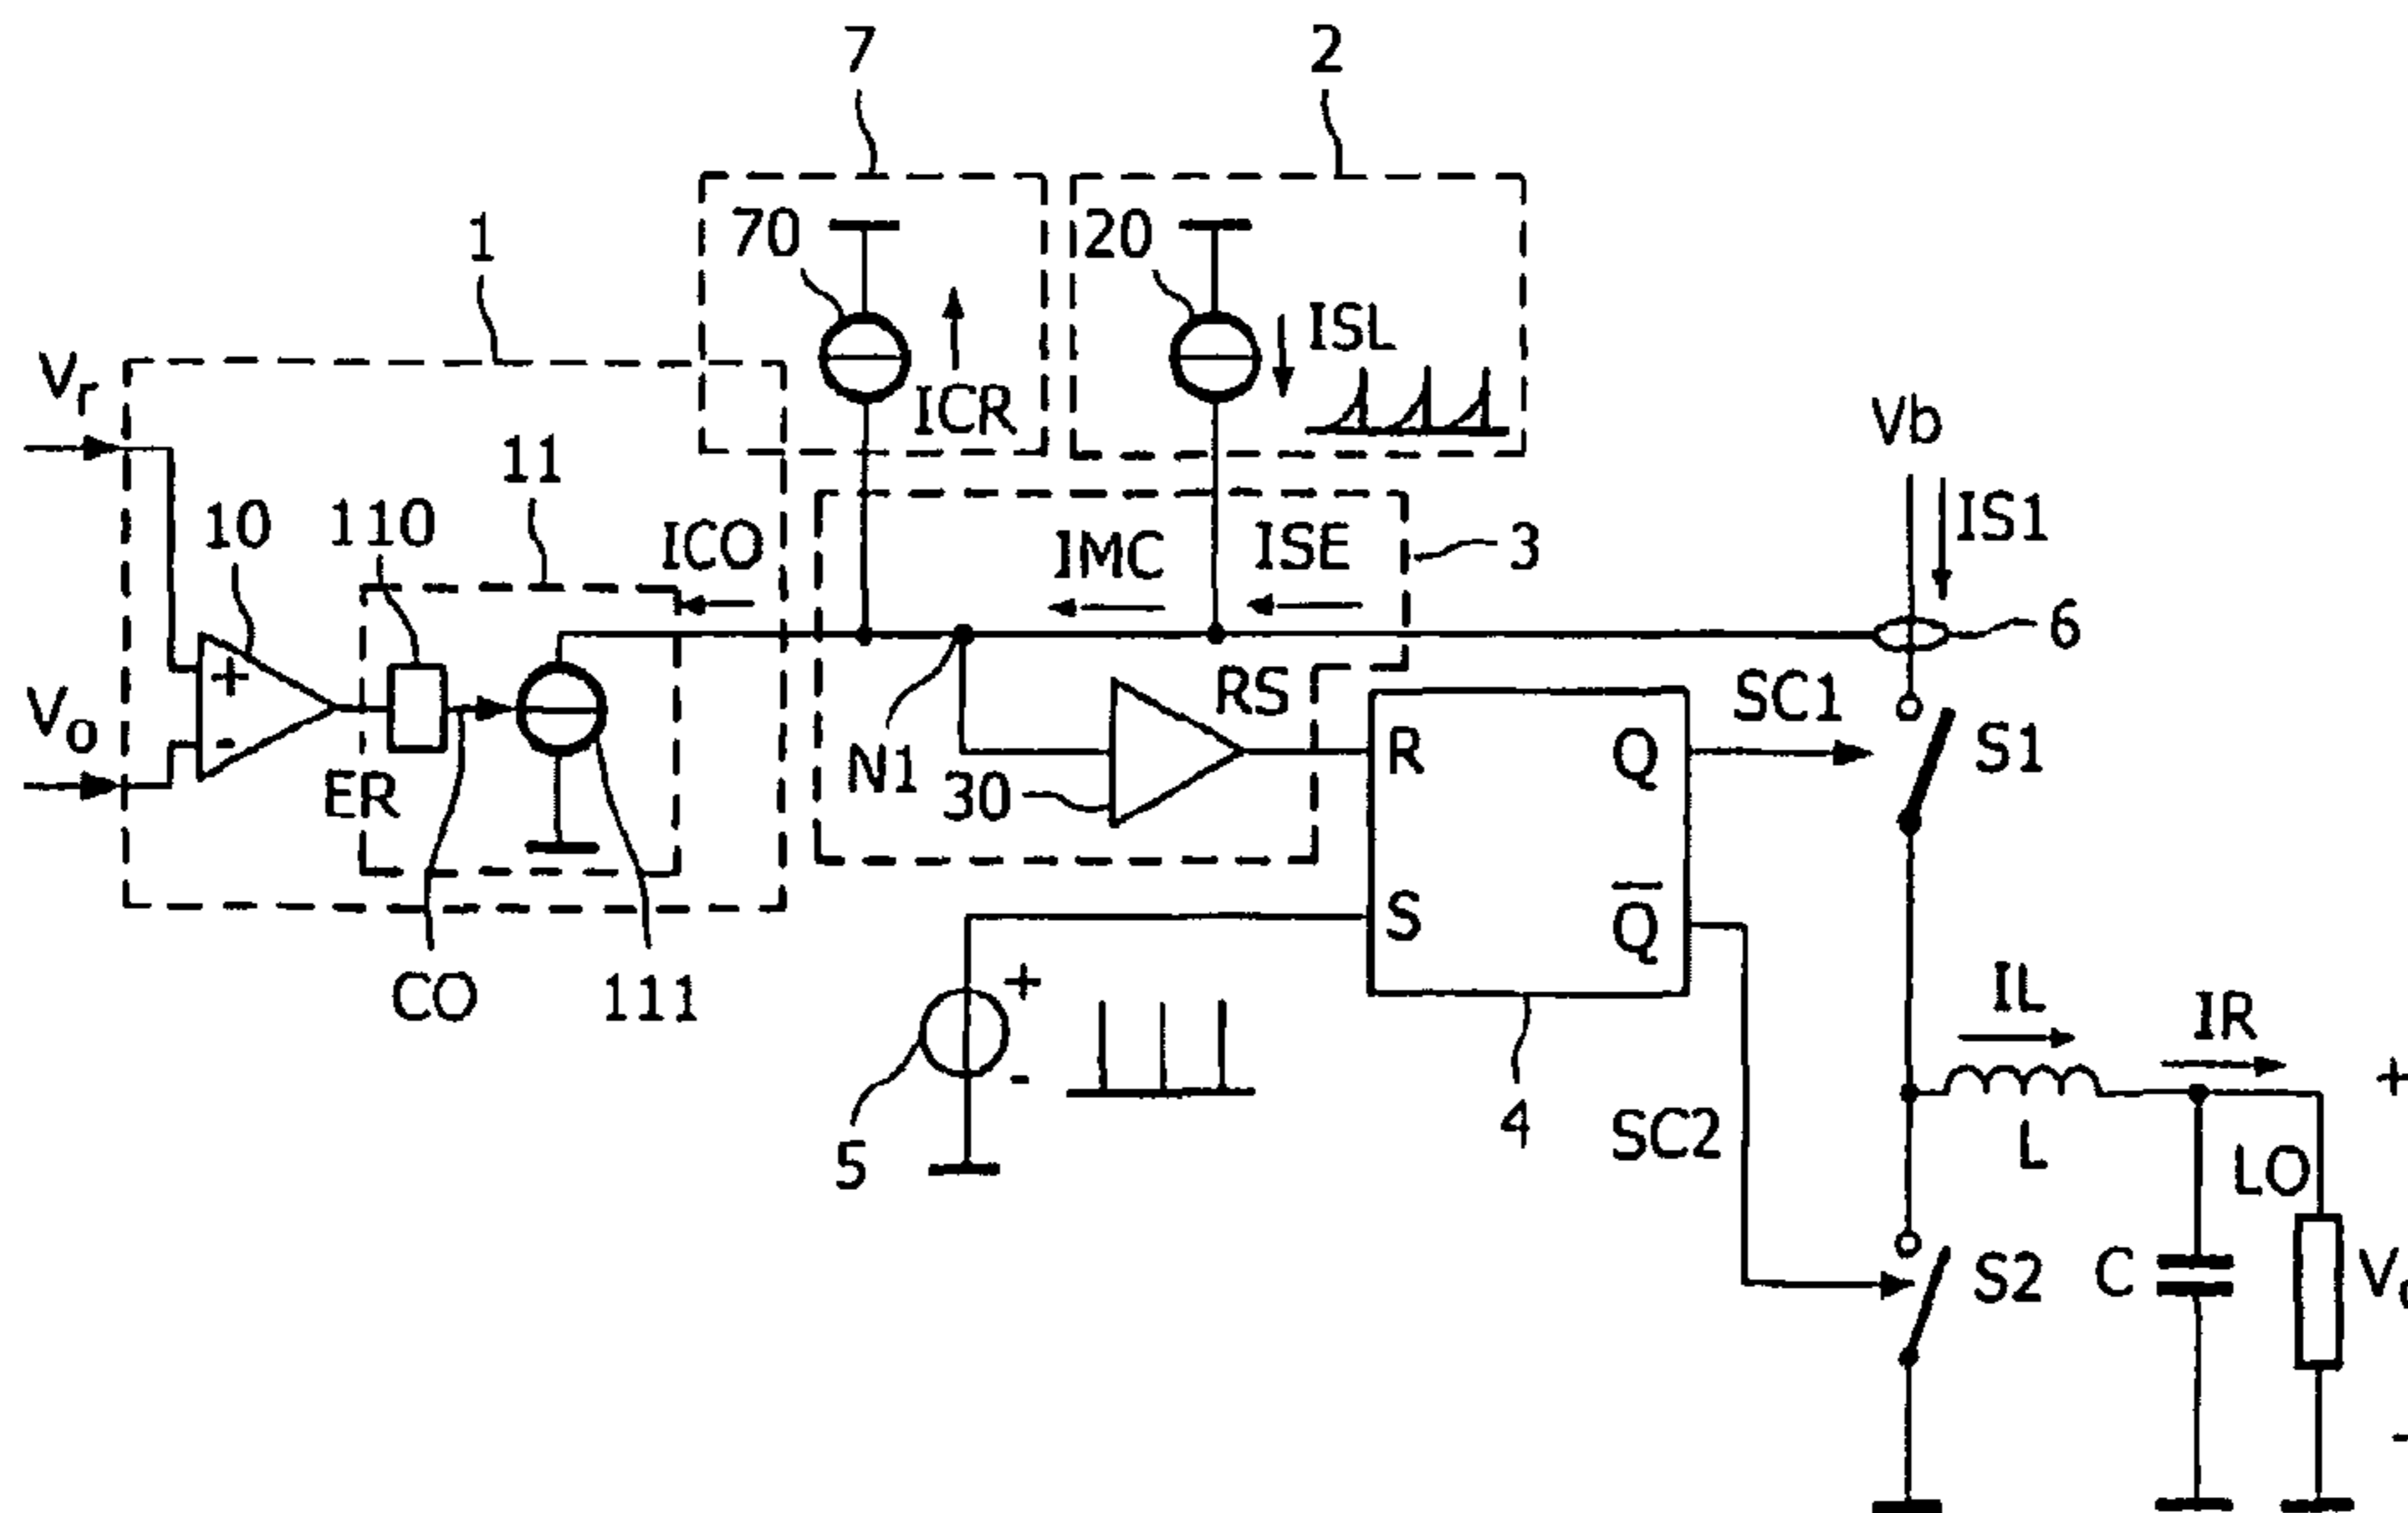 7
2
1
70
20
ISL
ICR
Vr
Vb
11
IS1
10
110
ICO
IMC
ISE
3
6
+
RS
SC1
Vo
S1
R
Q
N1
-
ER
30
S
Q
CO
111
+
IL
IR
+
5
-
4
SC2
L
LO
S2
C
-